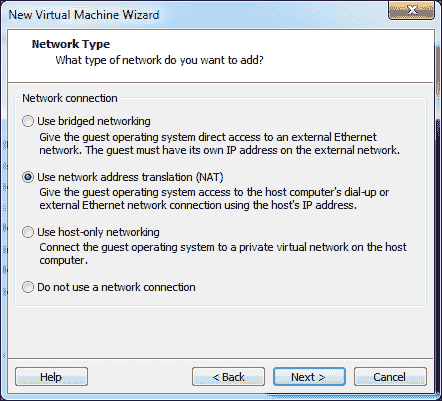 New Virtual Machine Wizard
Network Type
What type of network do you want to add?
Network connection
Use bridged networking
Give the guest operating system direct access to an external Ethernet
network. The guest must have its own IP address on the external network.
Use network address translation (NAT)
Give the guest operating system access to the host computer's dial-up or
external Ethernet network connection using the host's IP address.
Use host-only networking
Connect the guest operating system to a private virtual network on the host
computer.
Do not use a network connection
Help
< Back
Next >
Cancel